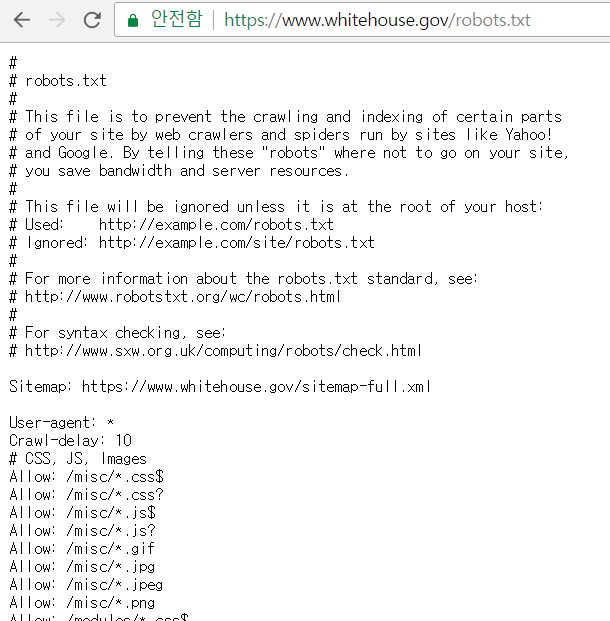 안전함 | https://www.whitehouse.gov/robots.txt
#
# robots.txt
#
# This file is to prevent the crawling and indexing of certain parts
# of your site by web crawlers and spiders run by sites like Yahoo!
# and Google. By telling these "robots" where not to go on your site,
# you save bandwidth and server resources.
#
# This file will be ignored unless it is at the root of your host:
# Used:    http://example.com/robots.txt
# Ignored: http://example.com/site/robots.txt
#
# For more information about the robots.txt standard, see:
# http://www.robotstxt.org/wc/robots.html
#
# For syntax checking, see:
# http://www.sxw.org.uk/computing/robots/check.html
Sitemap: https://www.whitehouse.gov/sitemap-full.xml
User-agent: *
Crawl-delay: 10
# CSS, JS, Images
Allow: /misc/*.css$
Allow: /misc/*.css?
Allow: /misc/*.js$
Allow: /misc/*.js?
Allow: /misc/*.gif
Allow: /misc/*.jpg
Allow: /misc/*.jpeg
Allow: /misc/*.png
Allow: /modules/*.css$